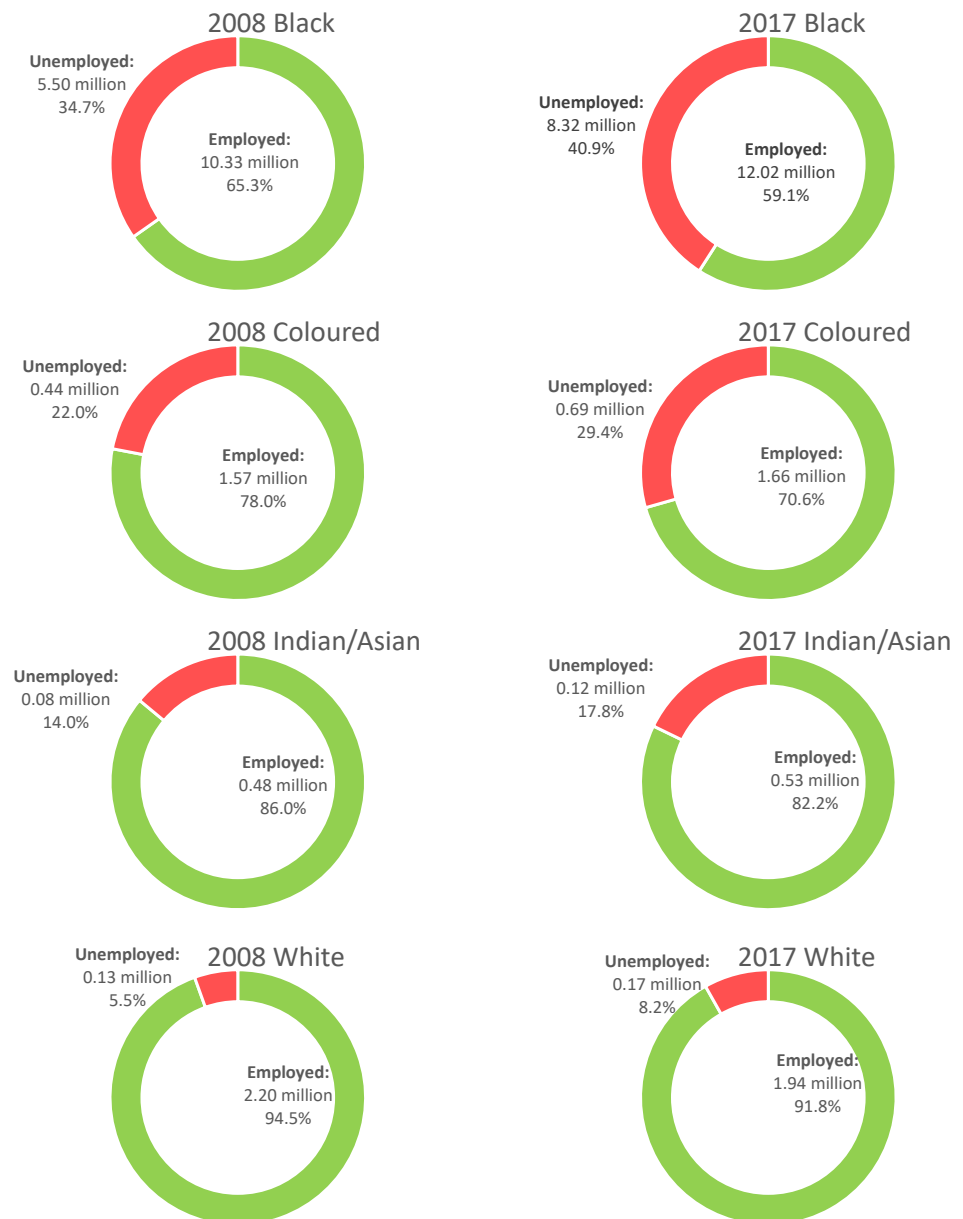 2008 Black
Unemployed:
5.50 million
34.7%
Employed:
10.33 million
65.3%
2017 Black
Unemployed:
8.32 million
40.9%
Employed:
12.02 million
59.1%
2008 Coloured
Unemployed:
0.44 million
22.0%
Employed:
1.57 million
78.0%
2017 Coloured
Unemployed:
0.69 million
29.4%
Employed:
1.66 million
70.6%
2008 Indian/Asian
Unemployed:
0.08 million
14.0%
Employed:
0.48 million
86.0%
2017 Indian/Asian
Unemployed:
0.12 million
17.8%
Employed:
0.53 million
82.2%
2008 White
Unemployed:
0.13 million
5.5%
Employed:
2.20 million
94.5%
2017 White
Unemployed:
0.17 million
8.2%
Employed:
1.94 million
91.8%